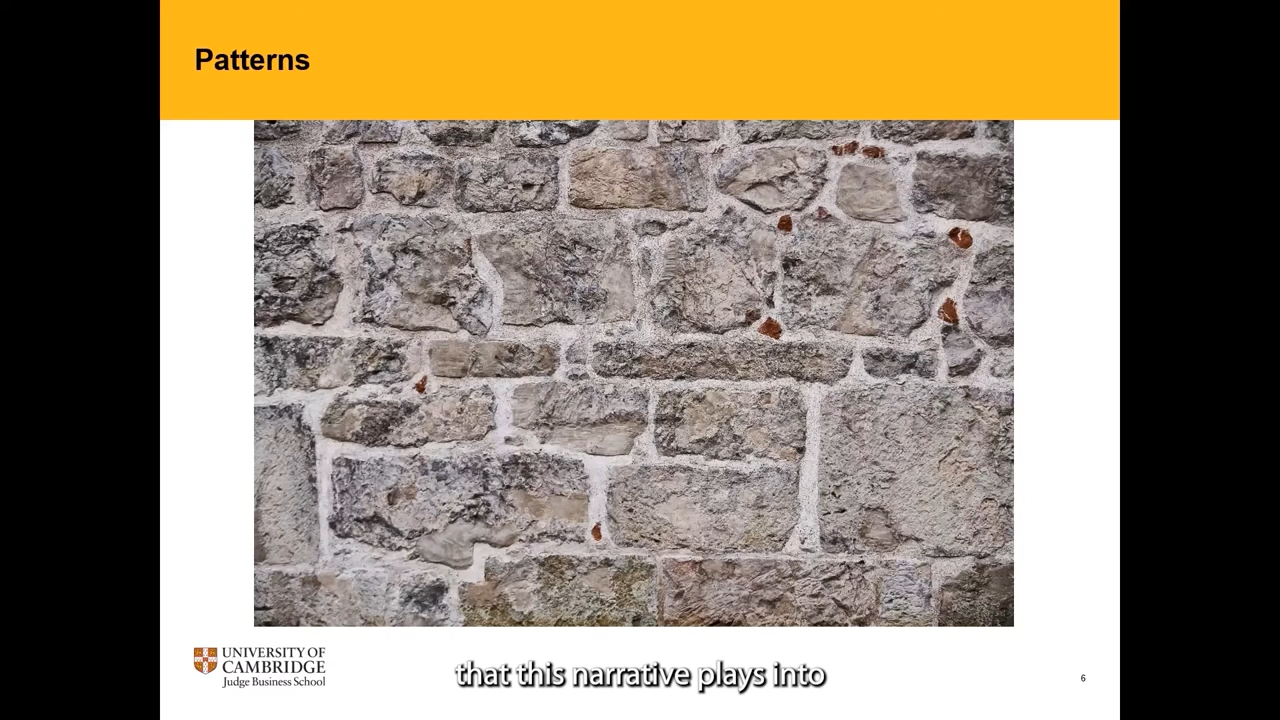 Patterns
UNIVERSITY OF
CAMBRIDGE
Judge Business School
that this narrative plays into
6